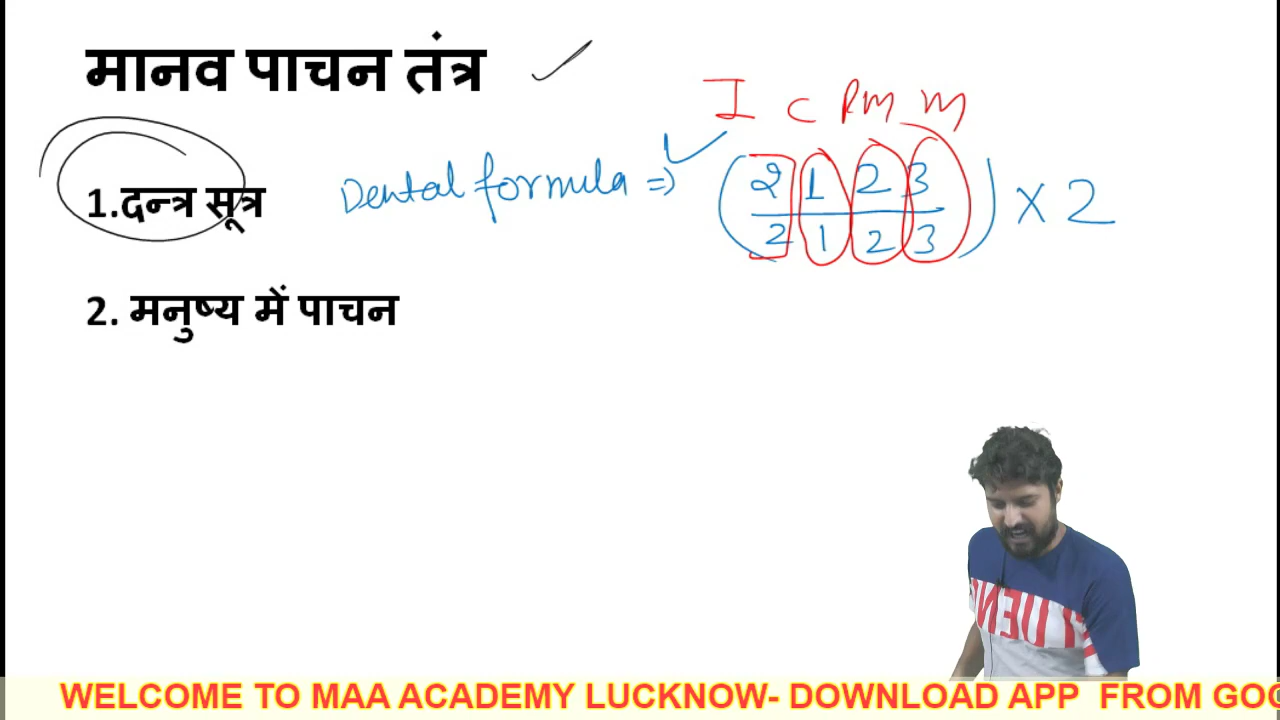 मानव पाचन तंत्र
I C PM M
Dental formula ⇒ (2 1 2 3 / 2 1 2 3) × 2
1.दन्त्र सूत्र
2. मनुष्य में पाचन
WELCOME TO MAA ACADEMY LUCKNOW- DOWNLOAD APP FROM GOO